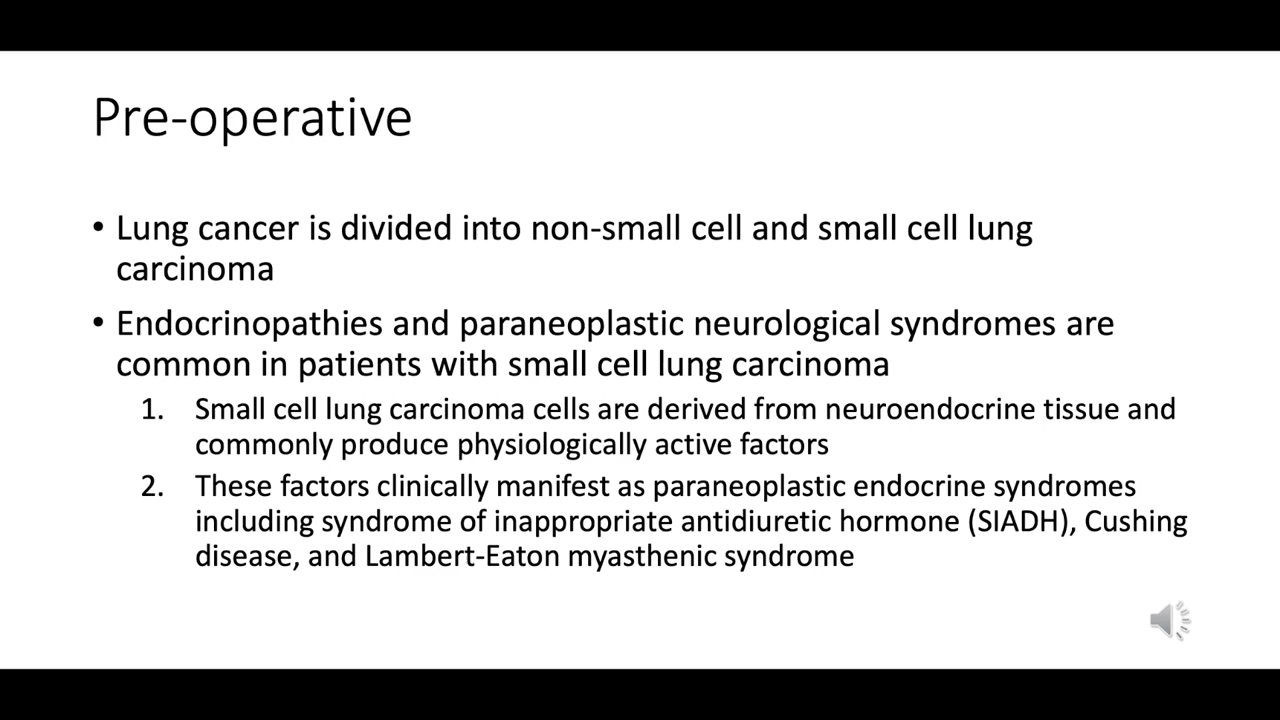 Pre-operative
• Lung cancer is divided into non-small cell and small cell lung
carcinoma
• Endocrinopathies and paraneoplastic neurological syndromes are
common in patients with small cell lung carcinoma
1. Small cell lung carcinoma cells are derived from neuroendocrine tissue and
commonly produce physiologically active factors
2. These factors clinically manifest as paraneoplastic endocrine syndromes
including syndrome of inappropriate antidiuretic hormone (SIADH), Cushing
disease, and Lambert-Eaton myasthenic syndrome